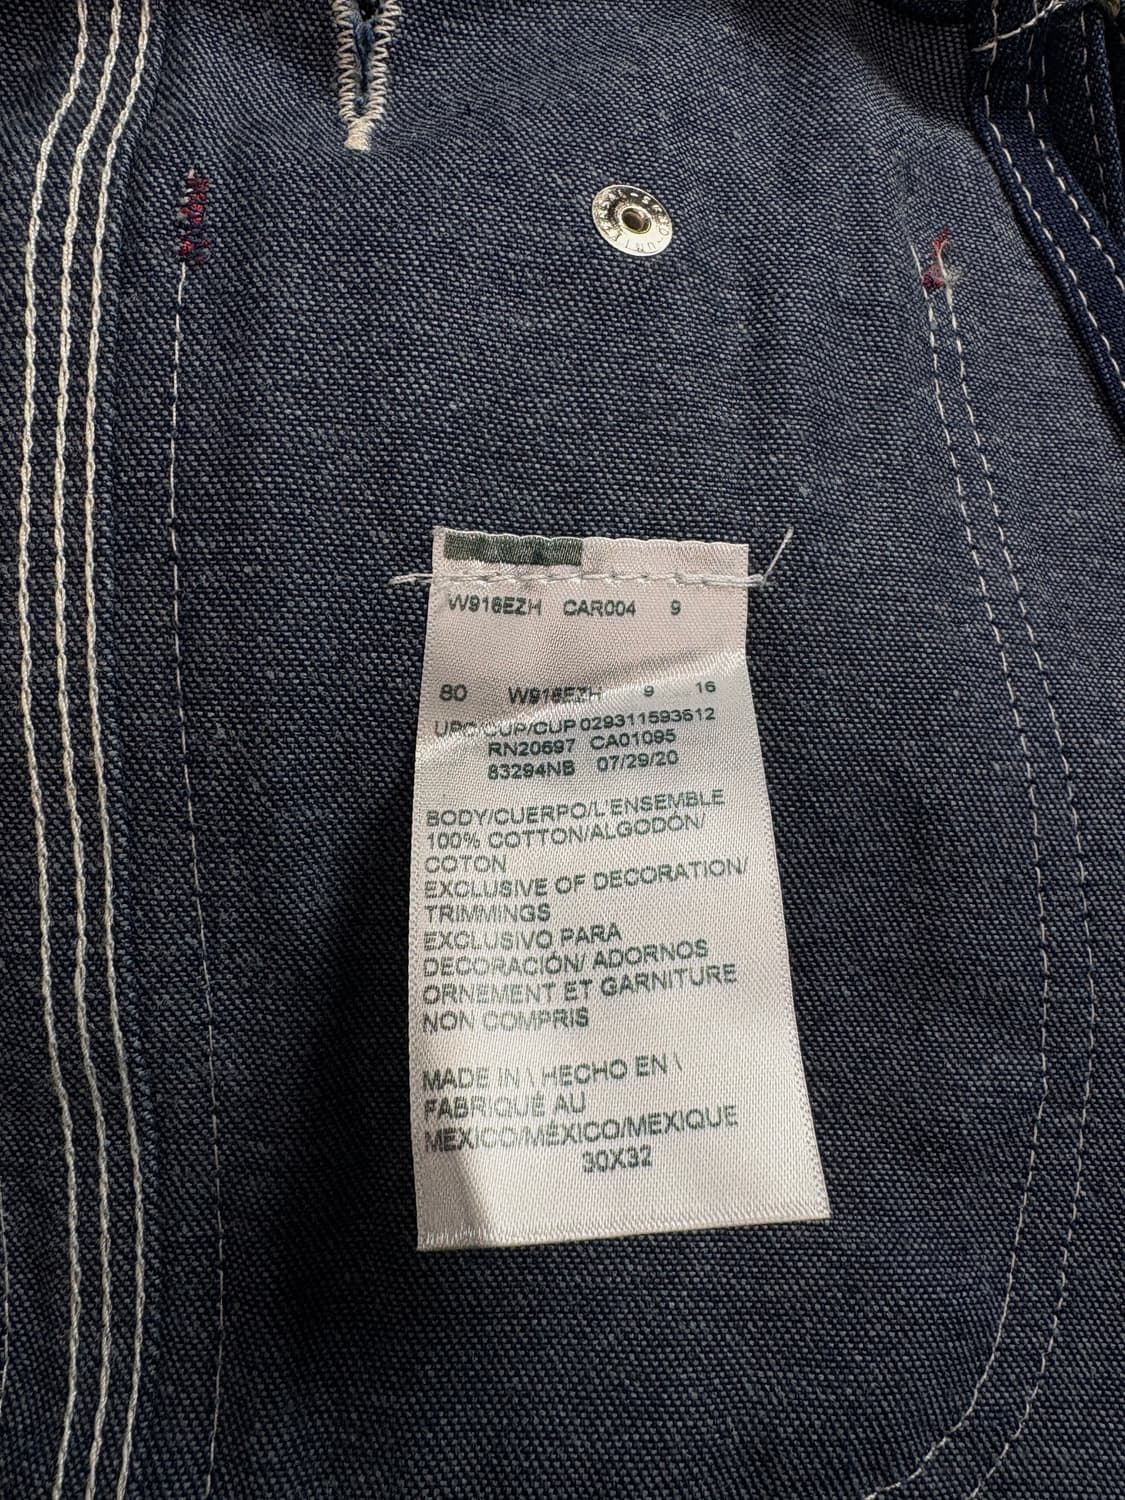 W916EZH CAR004 9
80 W916EZH 9 16
UPC/CUP/CUP 029311593512
RN20697 CA01095
83294NB 07/29/20
BODY/CUERPO/L'ENSEMBLE
100% COTTON/ALGODÓN/
COTON
EXCLUSIVE OF DECORATION/
TRIMMINGS
EXCLUSIVO PARA
DECORACIÓN/ ADORNOS
ORNEMENT ET GARNITURE
NON COMPRIS
MADE IN \ HECHO EN \
FABRIQUÉ AU
MEXICO/MÉXICO/MEXIQUE
30X32